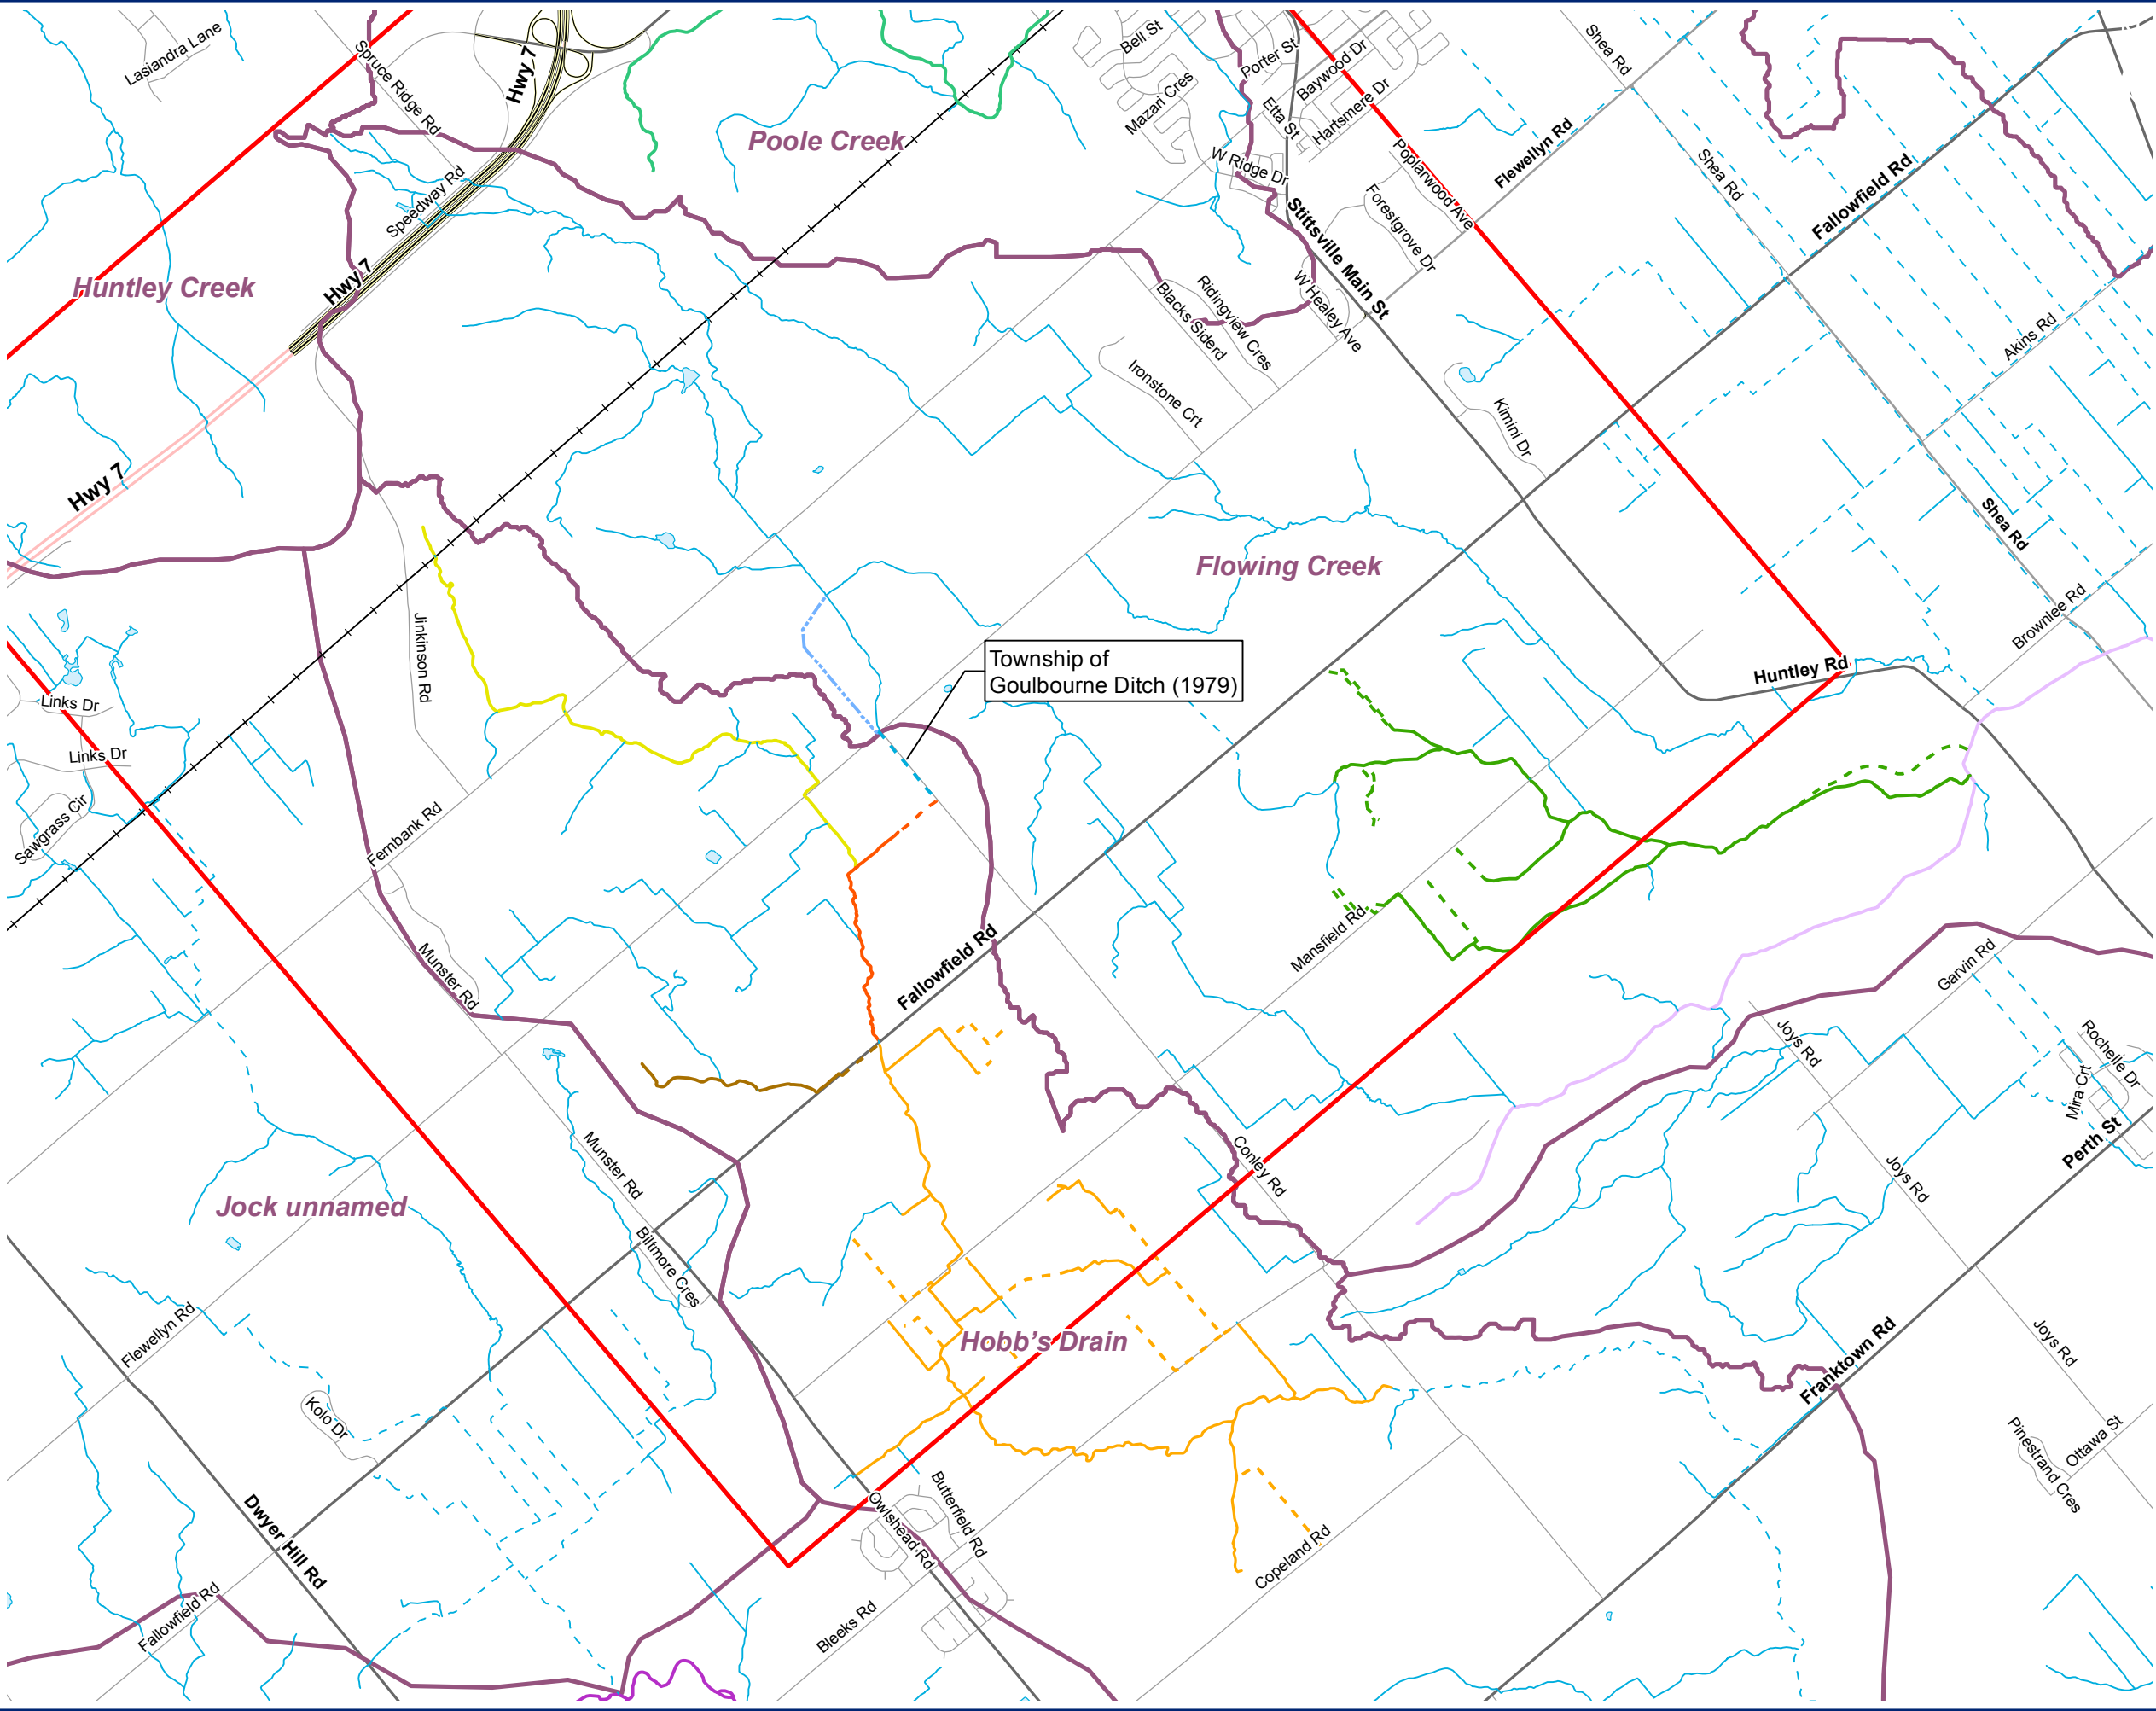 Lasiandra Lane
Spruce Ridge Rd
Hwy 7
Bell St
Porter St
Baywood Dr
Shea Rd
Mazari Cres
Etta St
Hartsmere Dr
Poole Creek
W Ridge Dr
Poplarwood Ave
Flewellyn Rd
Shea Rd
Fallowfield Rd
Speedway Rd
Forestgrove Dr
Stittsville Main St
Huntley Creek
Hwy 7
Blacks Siderd
Ridingview Cres
W Healey Ave
Akins Rd
Ironstone Crt
Kimini Dr
Hwy 7
Shea Rd
Flowing Creek
Jinkinson Rd
Brownlee Rd
Township of
Goulbourne Ditch (1979)
Huntley Rd
Links Dr
Links Dr
Sawgrass Cir
Fernbank Rd
Munster Rd
Fallowfield Rd
Mansfield Rd
Garvin Rd
Joys Rd
Rochelle Dr
Mira Crt
Perth St
Munster Rd
Conley Rd
Joys Rd
Jock unnamed
Biltmore Cres
Flewellyn Rd
Hobb's Drain
Franktown Rd
Joys Rd
Kolo Dr
Pinestrand Cres
Ottawa St
Dwyer Hill Rd
Owlshead Rd
Butterfield Rd
Copeland Rd
Fallowfield Rd
Bleeks Rd